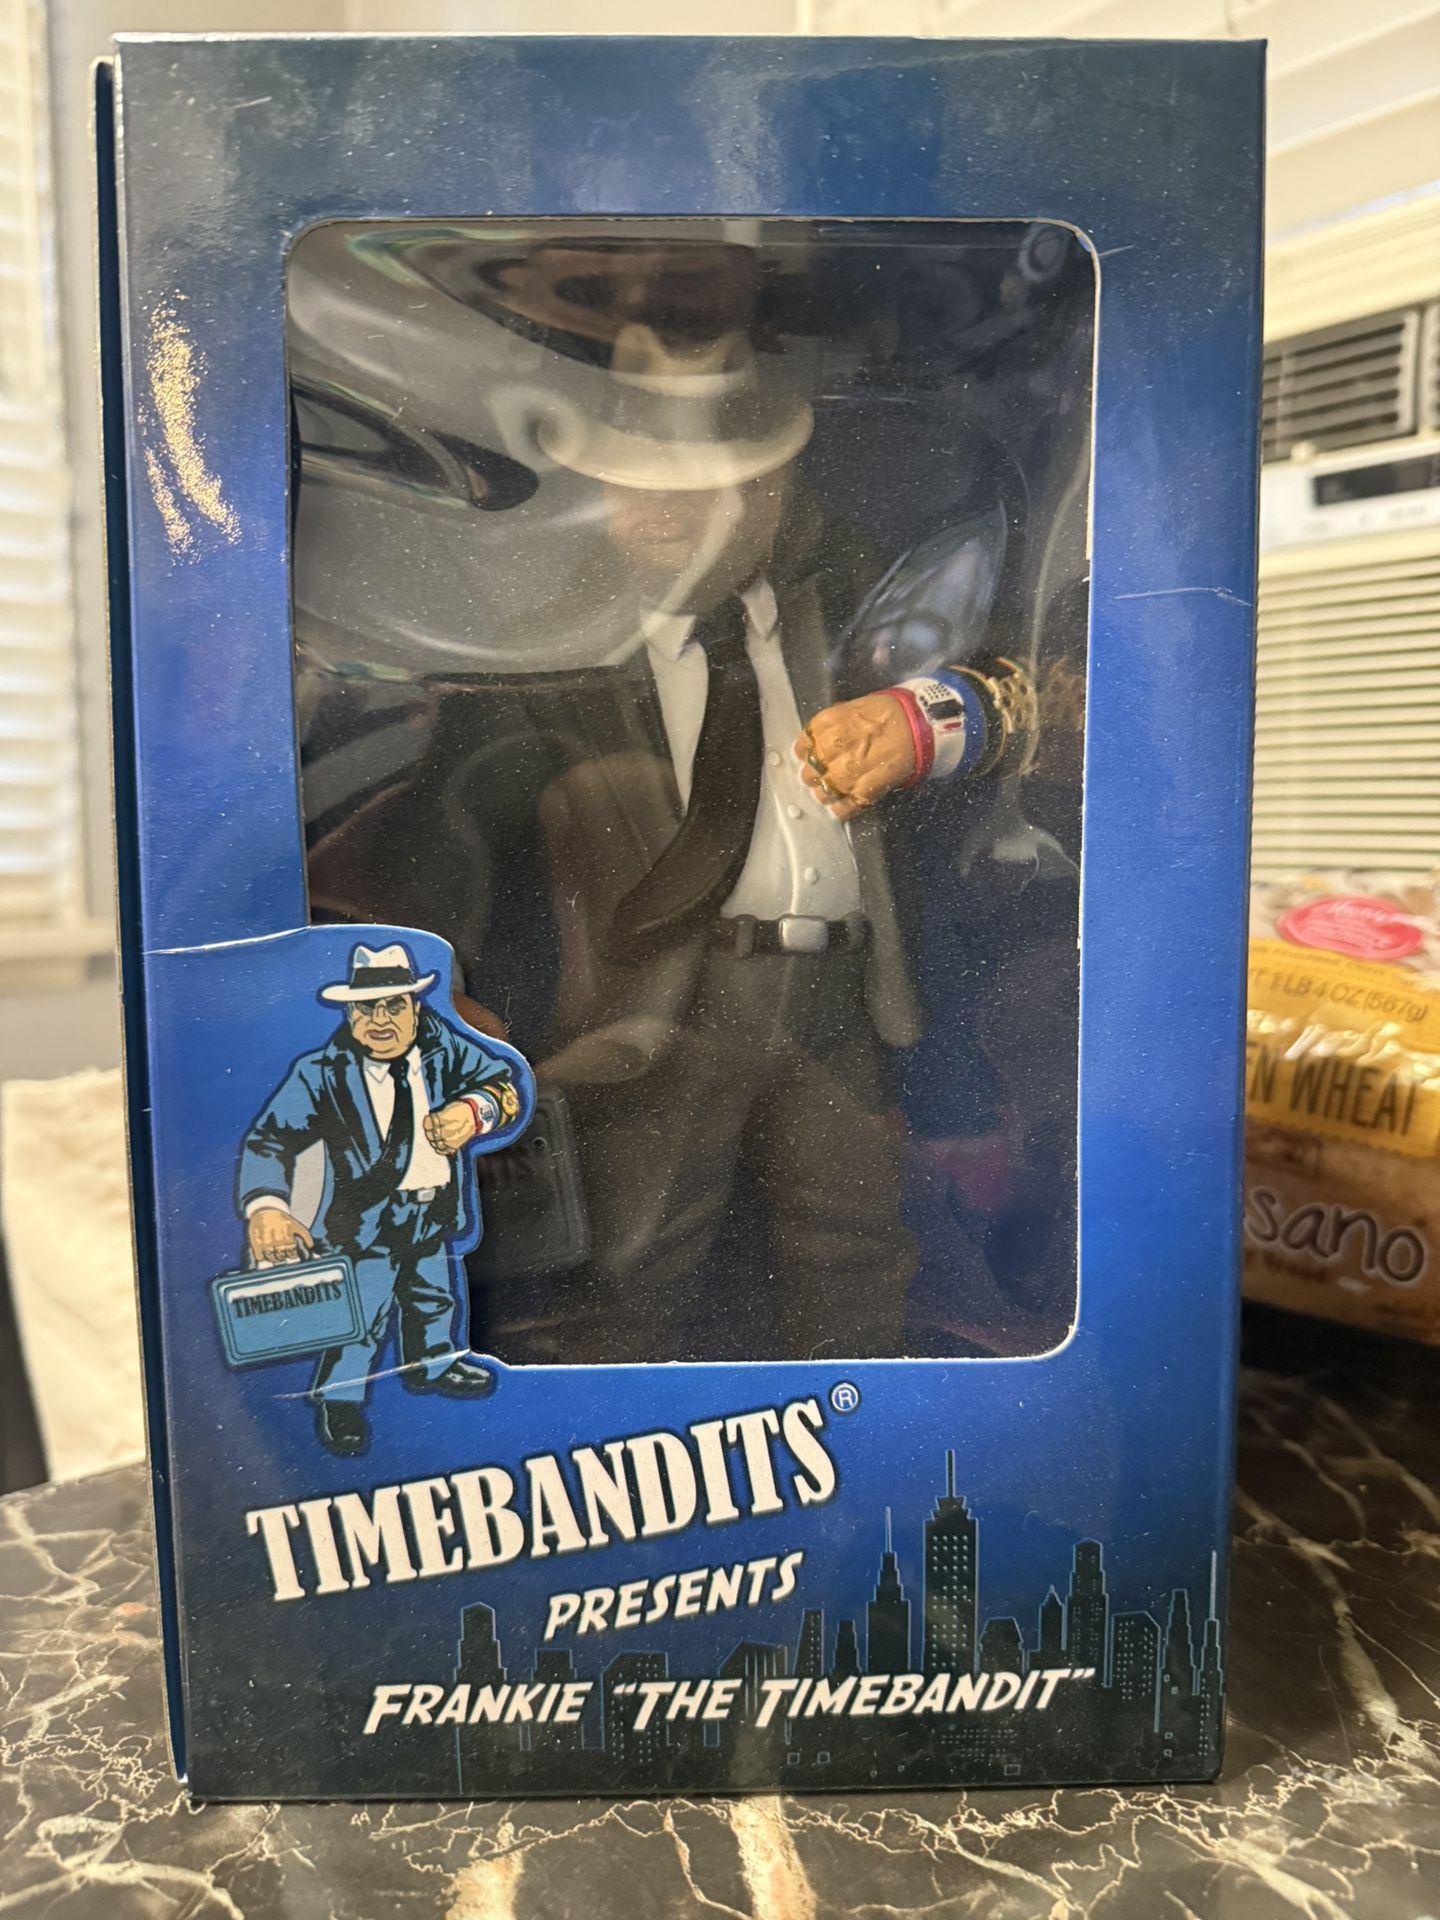 TIMEBANDITS
TIMEBANDITS®
PRESENTS
FRANKIE "THE TIMEBANDIT"
1 LB 4 OZ (567g)
EN WHEAT
sano